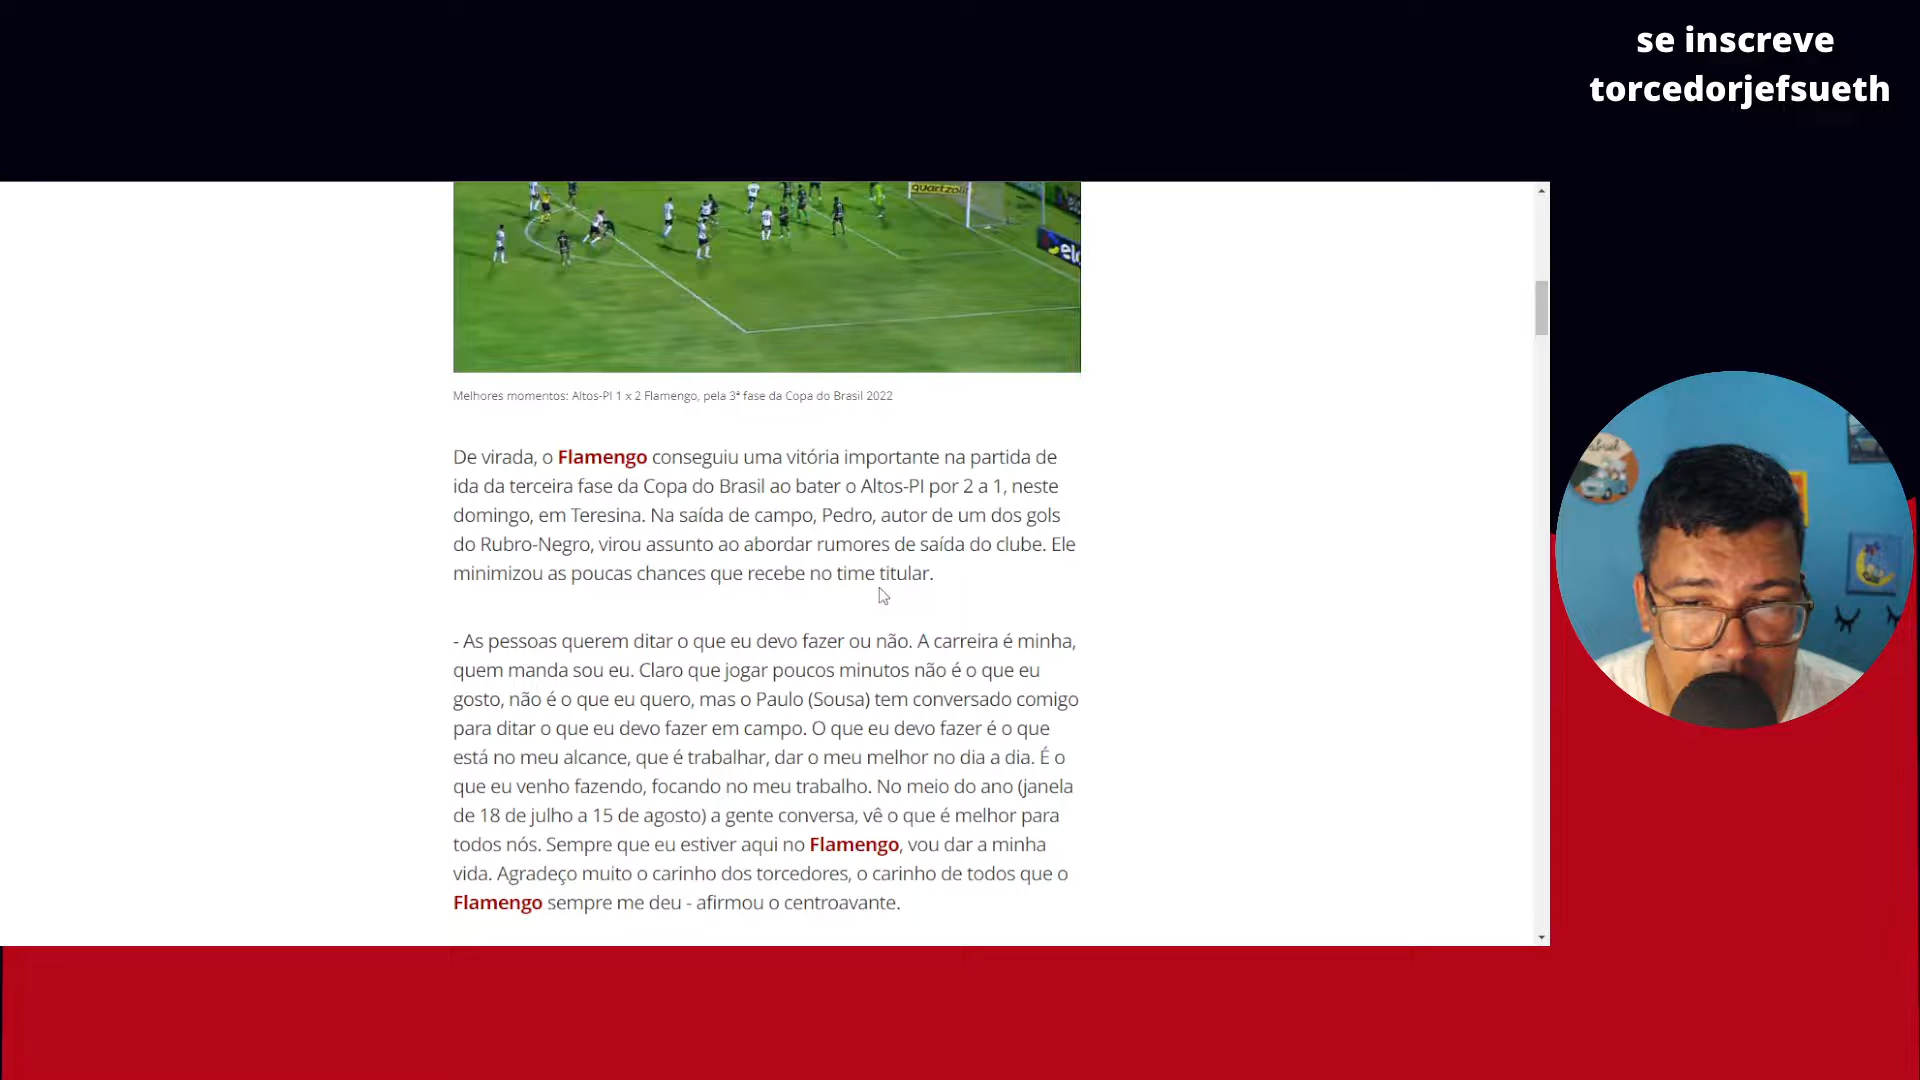 se inscreve
torcedorjefsueth
quartzoli
elo
Melhores momentos: Altos-PI 1 x 2 Flamengo, pela 3ª fase da Copa do Brasil 2022
De virada, o Flamengo conseguiu uma vitória importante na partida de
ida da terceira fase da Copa do Brasil ao bater o Altos-PI por 2 a 1, neste
domingo, em Teresina. Na saída de campo, Pedro, autor de um dos gols
do Rubro-Negro, virou assunto ao abordar rumores de saída do clube. Ele
minimizou as poucas chances que recebe no time titular.
- As pessoas querem ditar o que eu devo fazer ou não. A carreira é minha,
quem manda sou eu. Claro que jogar poucos minutos não é o que eu
gosto, não é o que eu quero, mas o Paulo (Sousa) tem conversado comigo
para ditar o que eu devo fazer em campo. O que eu devo fazer é o que
está no meu alcance, que é trabalhar, dar o meu melhor no dia a dia. É o
que eu venho fazendo, focando no meu trabalho. No meio do ano (janela
de 18 de julho a 15 de agosto) a gente conversa, vê o que é melhor para
todos nós. Sempre que eu estiver aqui no Flamengo, vou dar a minha
vida. Agradeço muito o carinho dos torcedores, o carinho de todos que o
Flamengo sempre me deu - afirmou o centroavante.